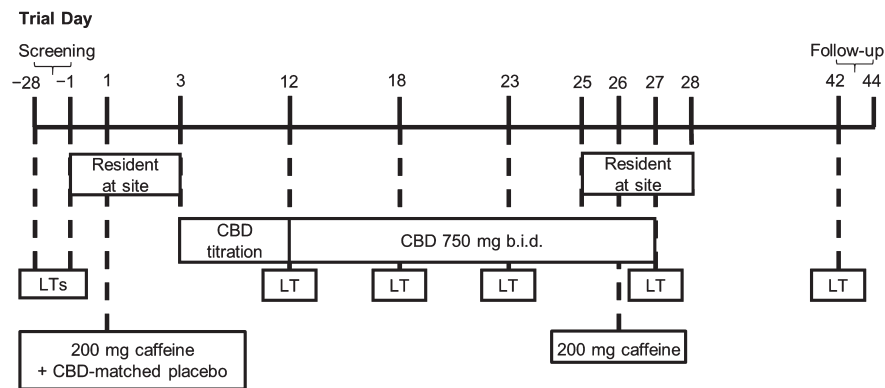 Trial Day
Screening
Follow-up
−28 −1 1 3 12 18 23 25 26 27 28 42 44
Resident
at site
Resident
at site
CBD
titration
CBD 750 mg b.i.d.
LTs
LT
LT
LT
LT
LT
200 mg caffeine
+ CBD-matched placebo
200 mg caffeine